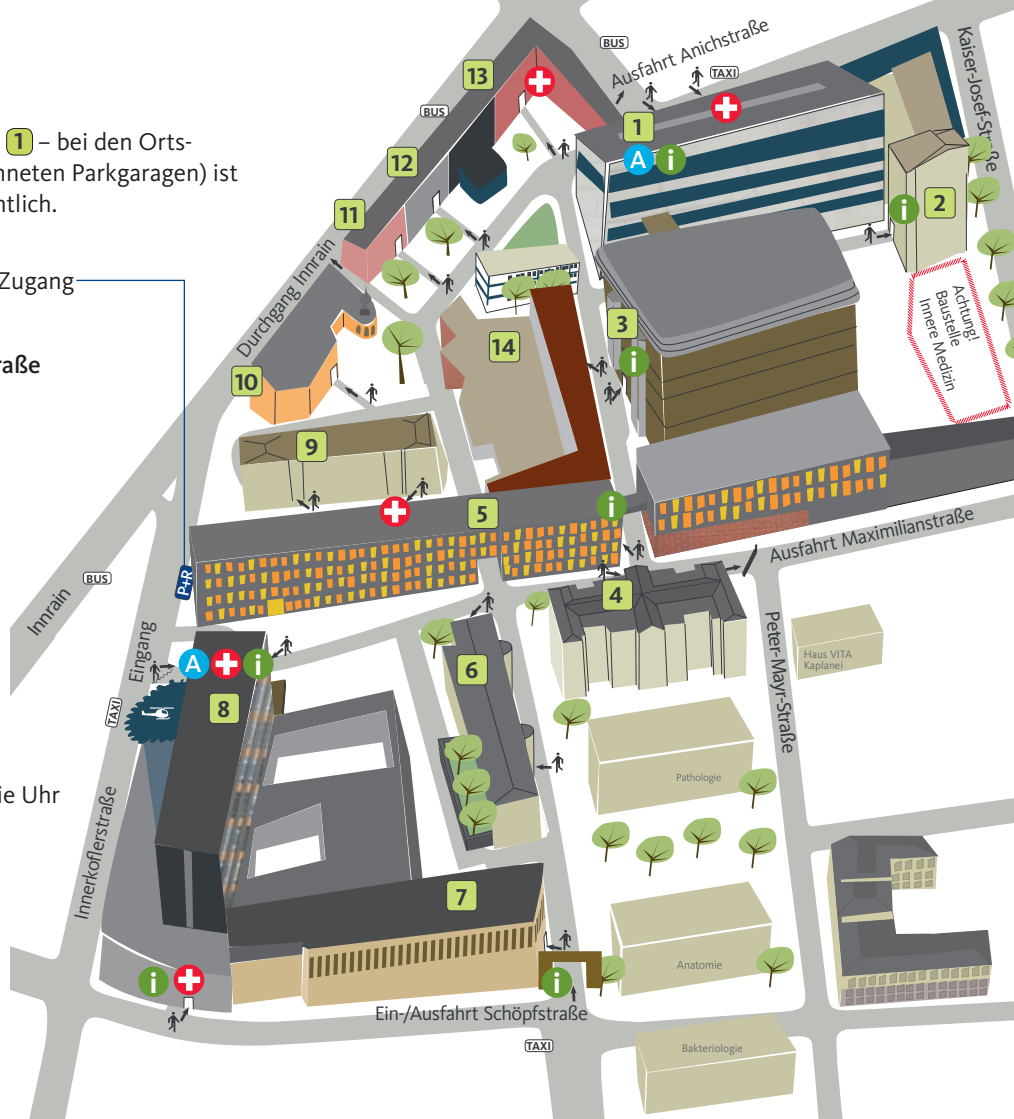 1 – bei den Orts-
nneten Parkgaragen) ist
ntlich.
Zugang
raße
ie Uhr
BUS
Ausfahrt Anichstraße
TAXI
Kaiser-Josef-Straße
13
BUS
1
A i
12
2
i
11
Durchgang Innrain
Achtung!
Baustelle
Innere Medizin
3
i
14
10
9
5
i
Ausfahrt Maximilianstraße
P+R
BUS
Innrain
4
Eingang
Peter-Mayr-Straße
Haus VITA
Kaplanei
A i
6
8
TAXI
Pathologie
Innerkoflerstraße
7
Anatomie
i
i
Ein-/Ausfahrt Schöpfstraße
TAXI
Bakteriologie